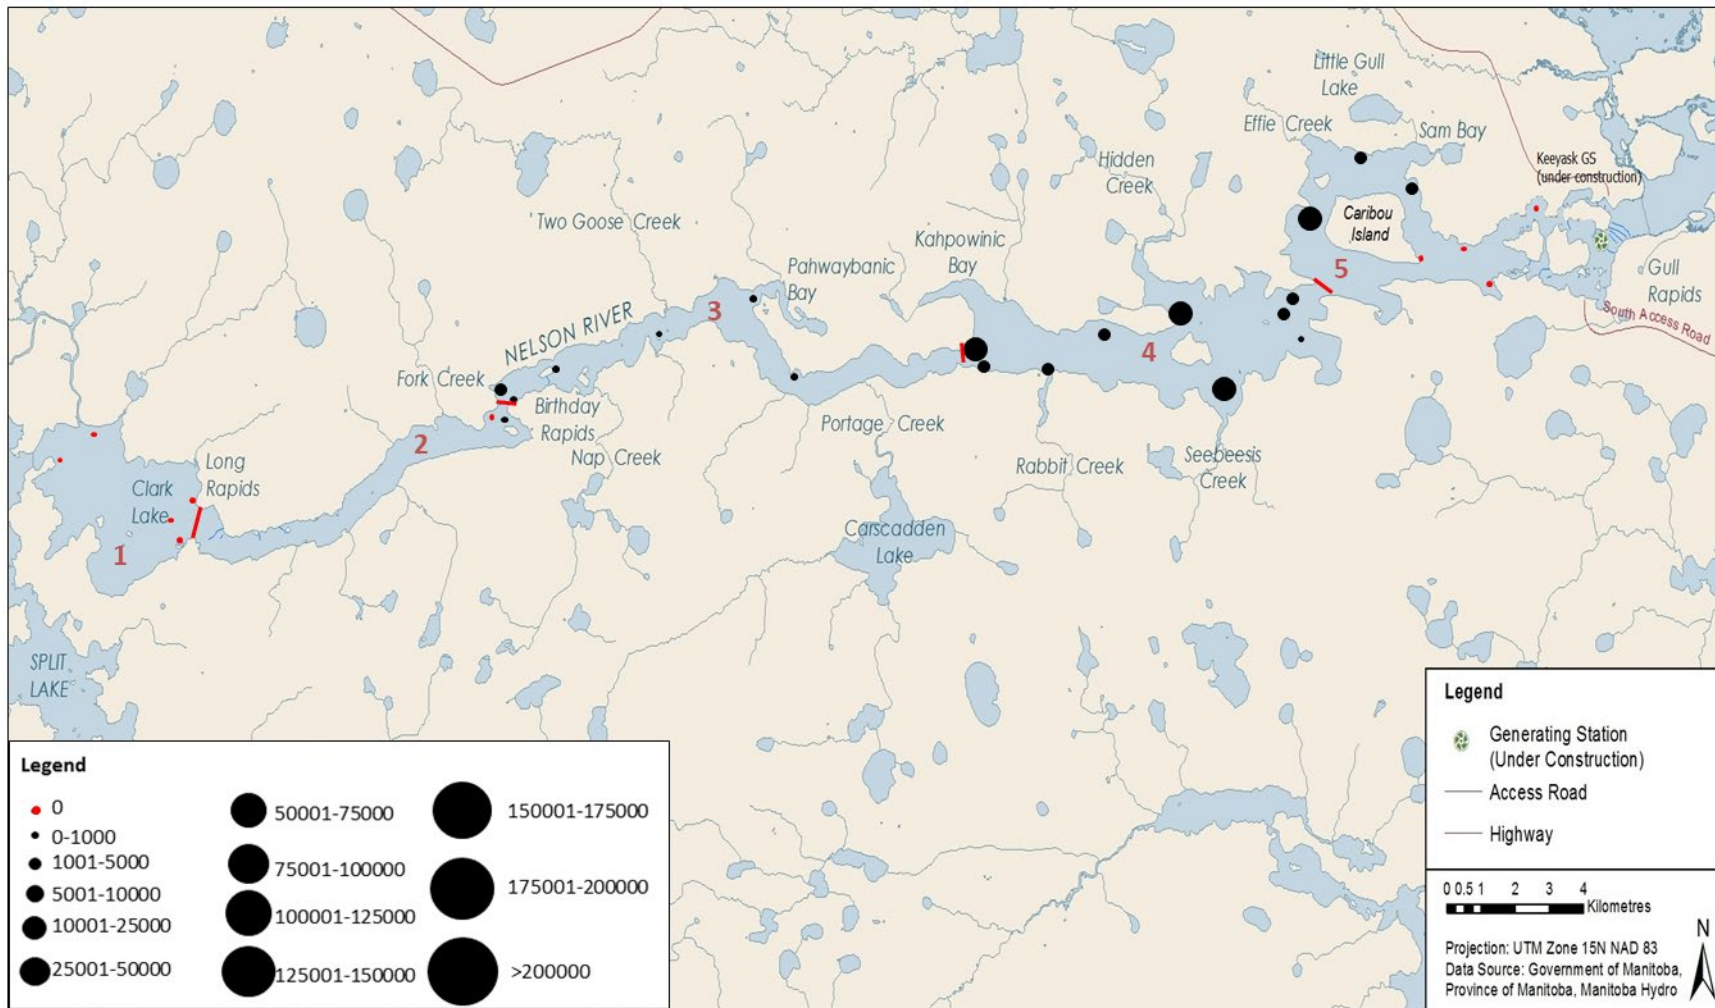 Little Gull
Lake
Effie Creek
Sam Bay
Keeyask GS
(under construction)
Hidden
Creek
Two Goose Creek
Caribou
Island
Kahpowinic
Bay
5
Pahwaybanic
Bay
Gull
Rapids
South Access Road
3
NELSON RIVER
4
Fork Creek
Birthday
Rapids
2
Portage Creek
Nap Creek
Rabbit Creek
Seebeesis
Creek
Long
Rapids
Clark
Lake
1
Carscadden
Lake
SPLIT
LAKE
Legend
0
0-1000
1001-5000
5001-10000
10001-25000
25001-50000
50001-75000
75001-100000
100001-125000
125001-150000
150001-175000
175001-200000
>200000
Legend
Generating Station
(Under Construction)
Access Road
Highway
0 0.5 1 2 3 4
Kilometres
N
Projection: UTM Zone 15N NAD 83
Data Source: Government of Manitoba,
Province of Manitoba, Manitoba Hydro